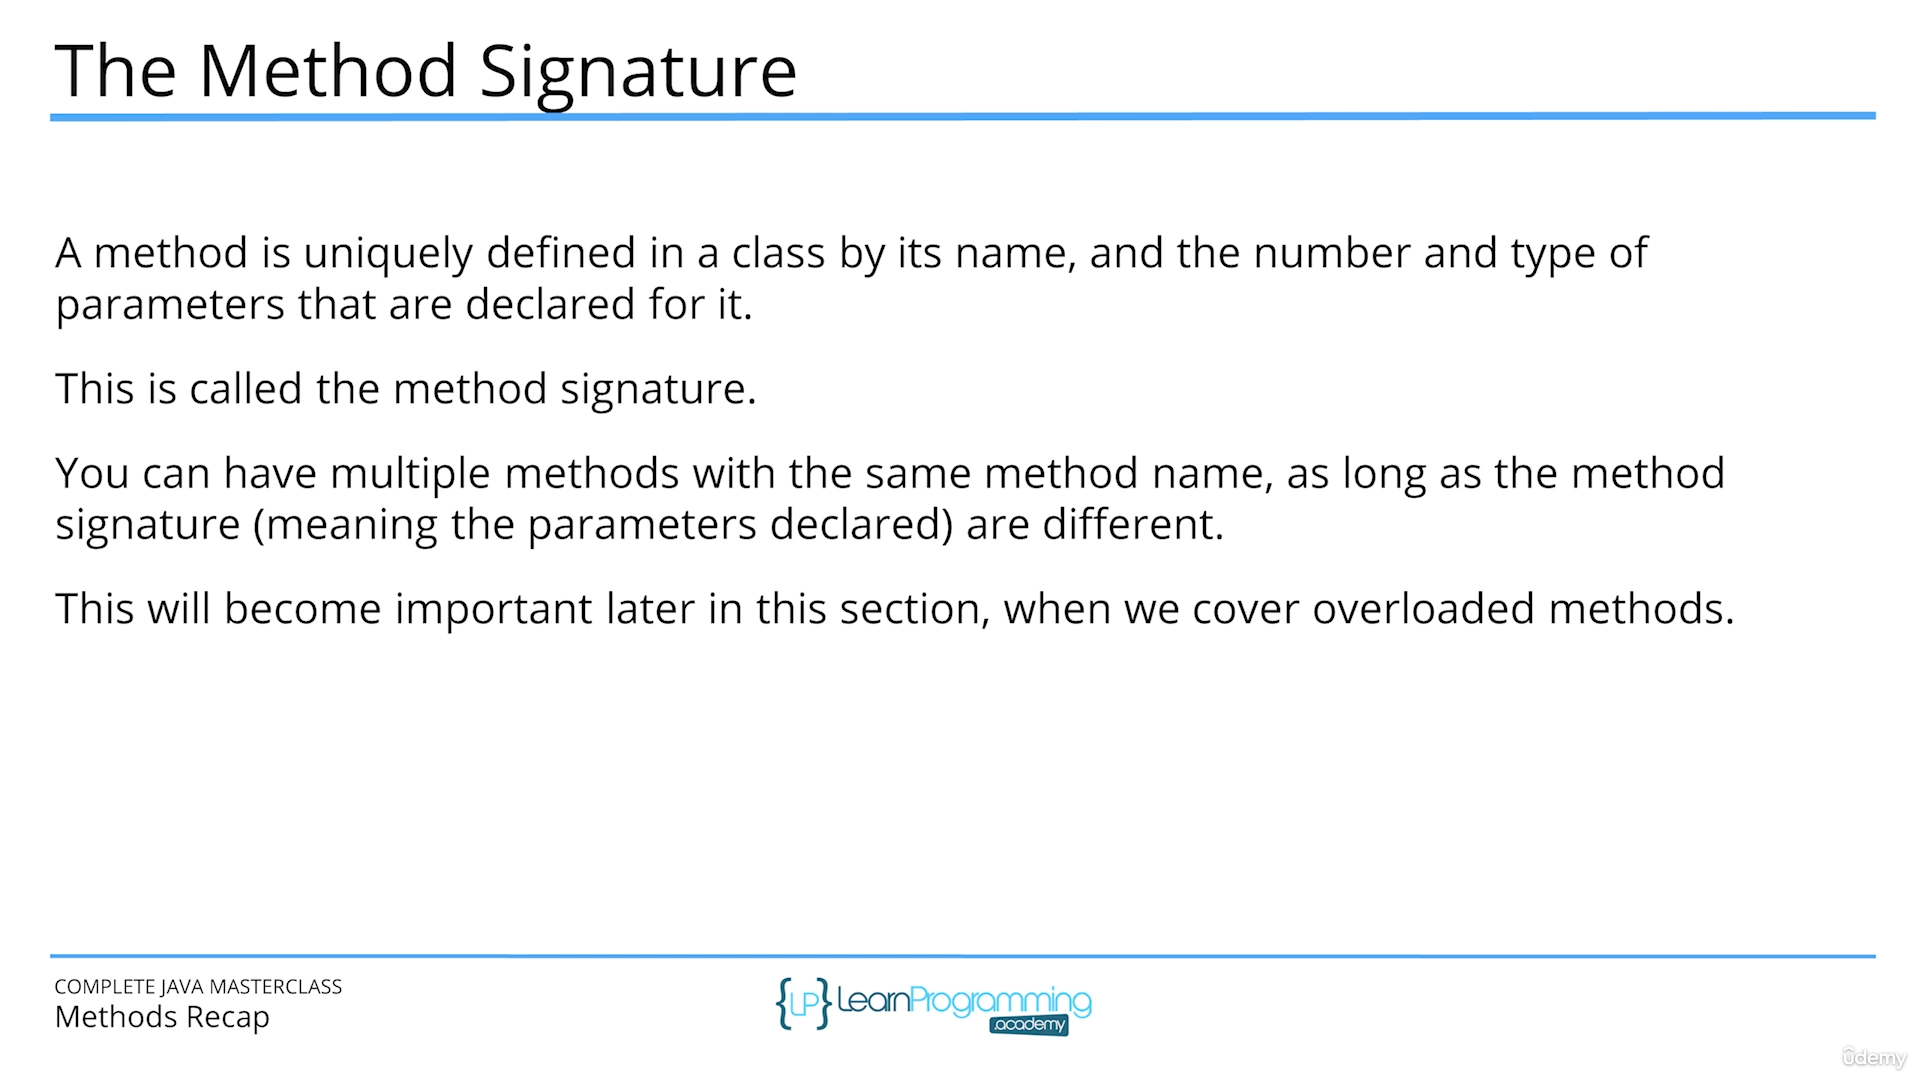 The Method Signature
A method is uniquely defined in a class by its name, and the number and type of
parameters that are declared for it.
This is called the method signature.
You can have multiple methods with the same method name, as long as the method
signature (meaning the parameters declared) are different.
This will become important later in this section, when we cover overloaded methods.
COMPLETE JAVA MASTERCLASS
Methods Recap
{LP} LearnProgramming
.academy
ûdemy